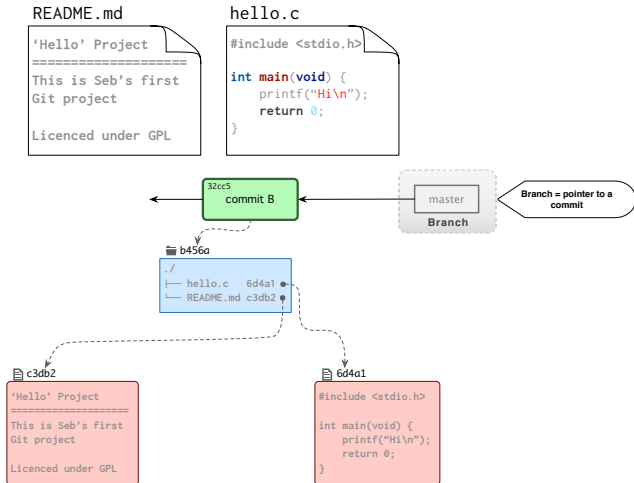 README.md
‘Hello’ Project
====================
This is Seb’s first
Git project
Licenced under GPL
hello.c
#include <stdio.h>
int main(void) {
printf(“Hi\n”);
return 0;
}
32cc5
commit B
master
Branch
Branch = pointer to a
commit
b456a
./
├── hello.c 6d4a1
└── README.md c3db2
c3db2
‘Hello’ Project
====================
This is Seb’s first
Git project
Licenced under GPL
6d4a1
#include <stdio.h>
int main(void) {
printf(“Hi\n”);
return 0;
}